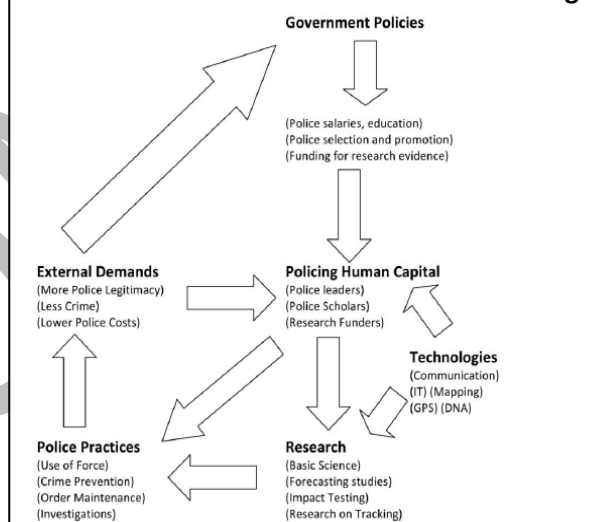 g
Government Policies
(Police salaries, education)
(Police selection and promotion)
(Funding for research evidence)
External Demands
(More Police Legitimacy)
(Less Crime)
(Lower Police Costs)
Policing Human Capital
(Police leaders)
(Police Scholars)
(Research Funders)
Technologies
(Communication)
(IT) (Mapping)
(GPS) (DNA)
Police Practices
(Use of Force)
(Crime Prevention)
(Order Maintenance)
(Investigations)
Research
(Basic Science)
(Forecasting studies)
(Impact Testing)
(Research on Tracking)